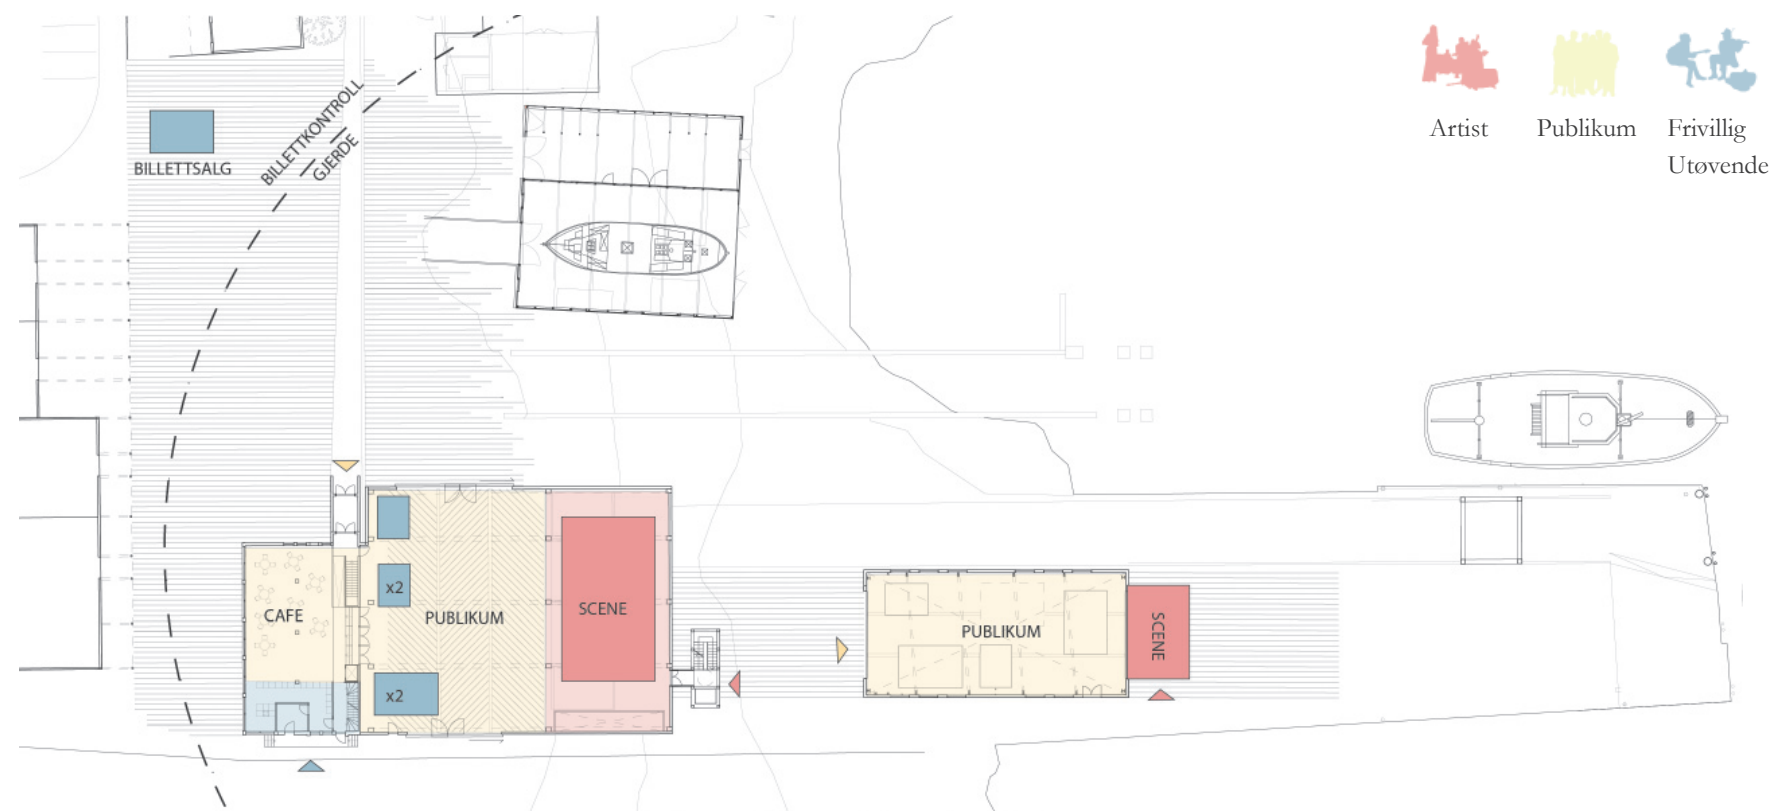 Artist
Publikum
Frivillig
Utøvende
BILLETTKONTROLL
GJERDE
BILLETTSALG
CAFE
x2
x2
PUBLIKUM
SCENE
PUBLIKUM
SCENE